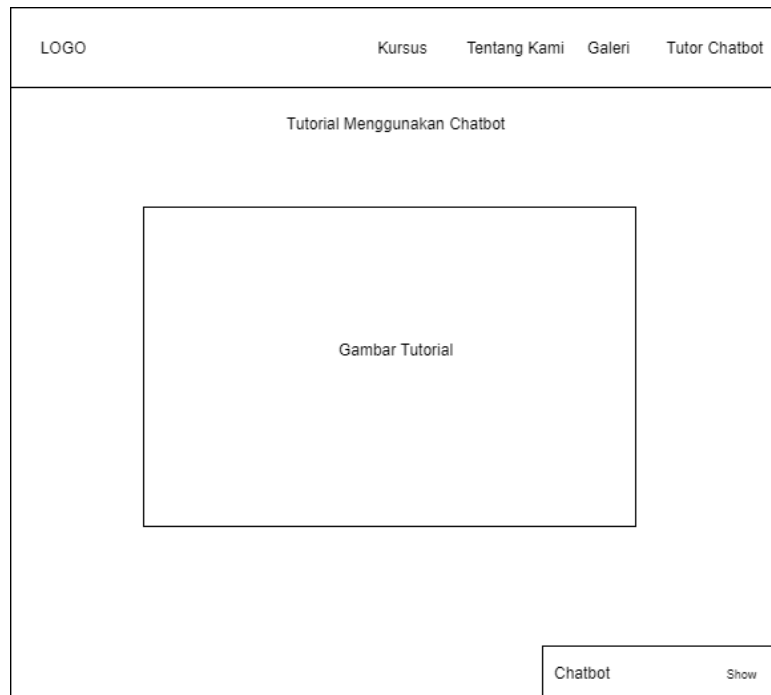 LOGO Kursus Tentang Kami Galeri Tutor Chatbot
Tutorial Menggunakan Chatbot
Gambar Tutorial
Chatbot Show